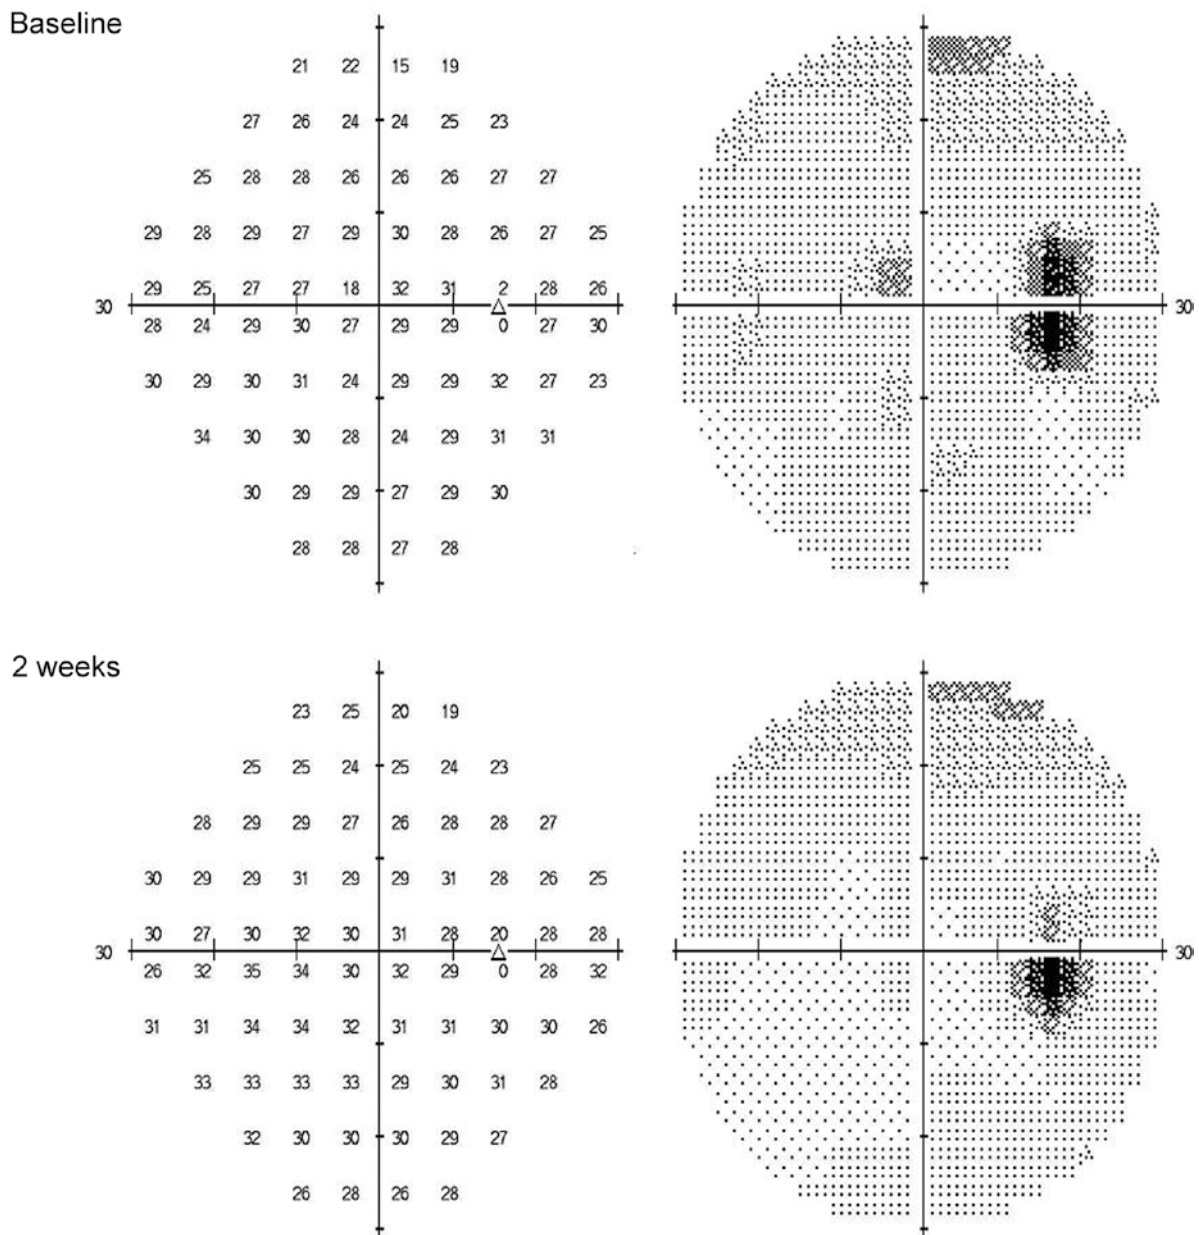 Baseline
21 22 15 19
27 26 24 24 25 23
25 28 28 26 26 26 27 27
29 28 29 27 29 30 28 26 27 25
29 25 27 27 18 32 31 2 28 26
30 30
28 24 29 30 27 29 29 0 27 30
30 29 30 31 24 29 29 32 27 23
34 30 30 28 24 29 31 31
30 29 29 27 29 30
28 28 27 28
2 weeks
23 25 20 19
25 25 24 25 24 23
28 29 29 27 26 28 28 27
30 29 29 31 29 29 31 28 26 25
30 27 30 32 30 31 28 20 28 28
30 30
26 32 35 34 30 32 29 0 28 32
31 31 34 34 32 31 31 30 30 26
33 33 33 33 29 30 31 28
32 30 30 30 29 27
26 28 26 28